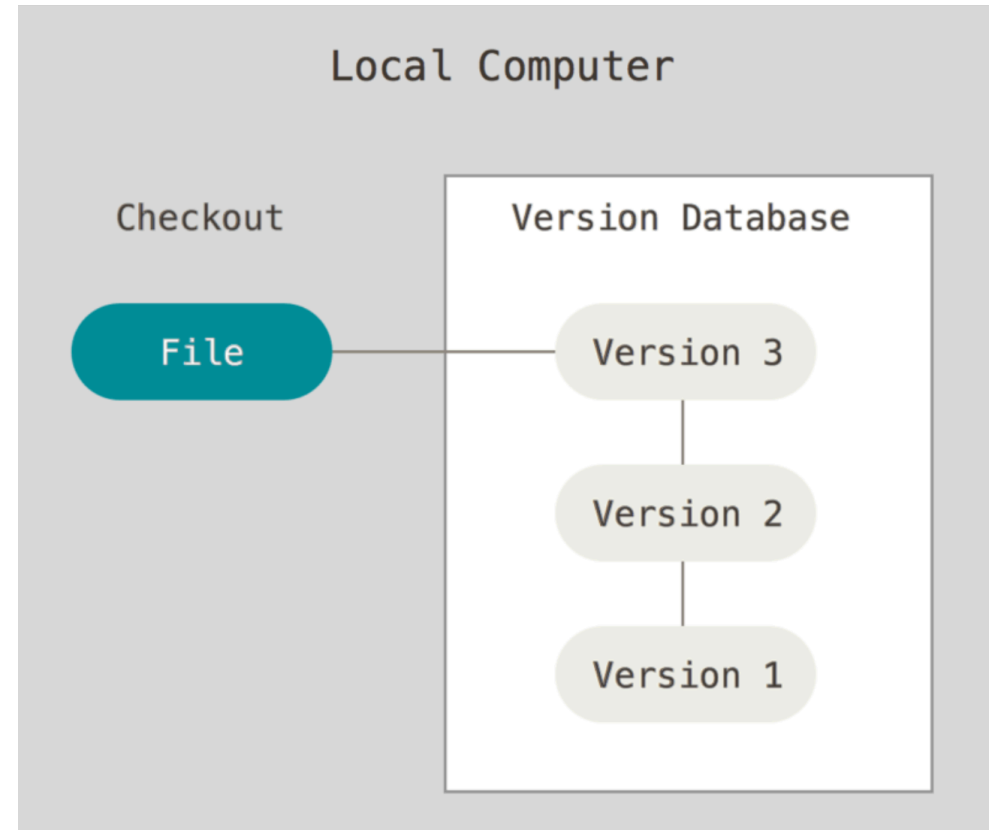 Local Computer
Checkout
Version Database
File
Version 3
Version 2
Version 1